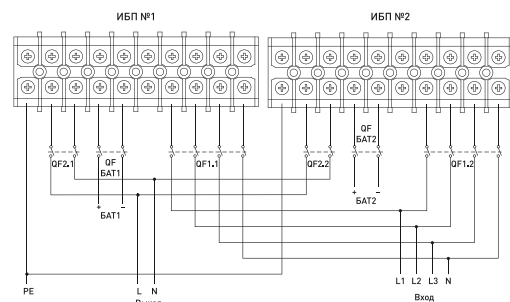 ИБП №1
ИБП №2
QF2.1
QF
БАТ1
QF1.1
QF2.2
QF
БАТ2
QF1.2
+ –
БАТ1
+ –
БАТ2
PE
L N
L1 L2 L3 N
Вход